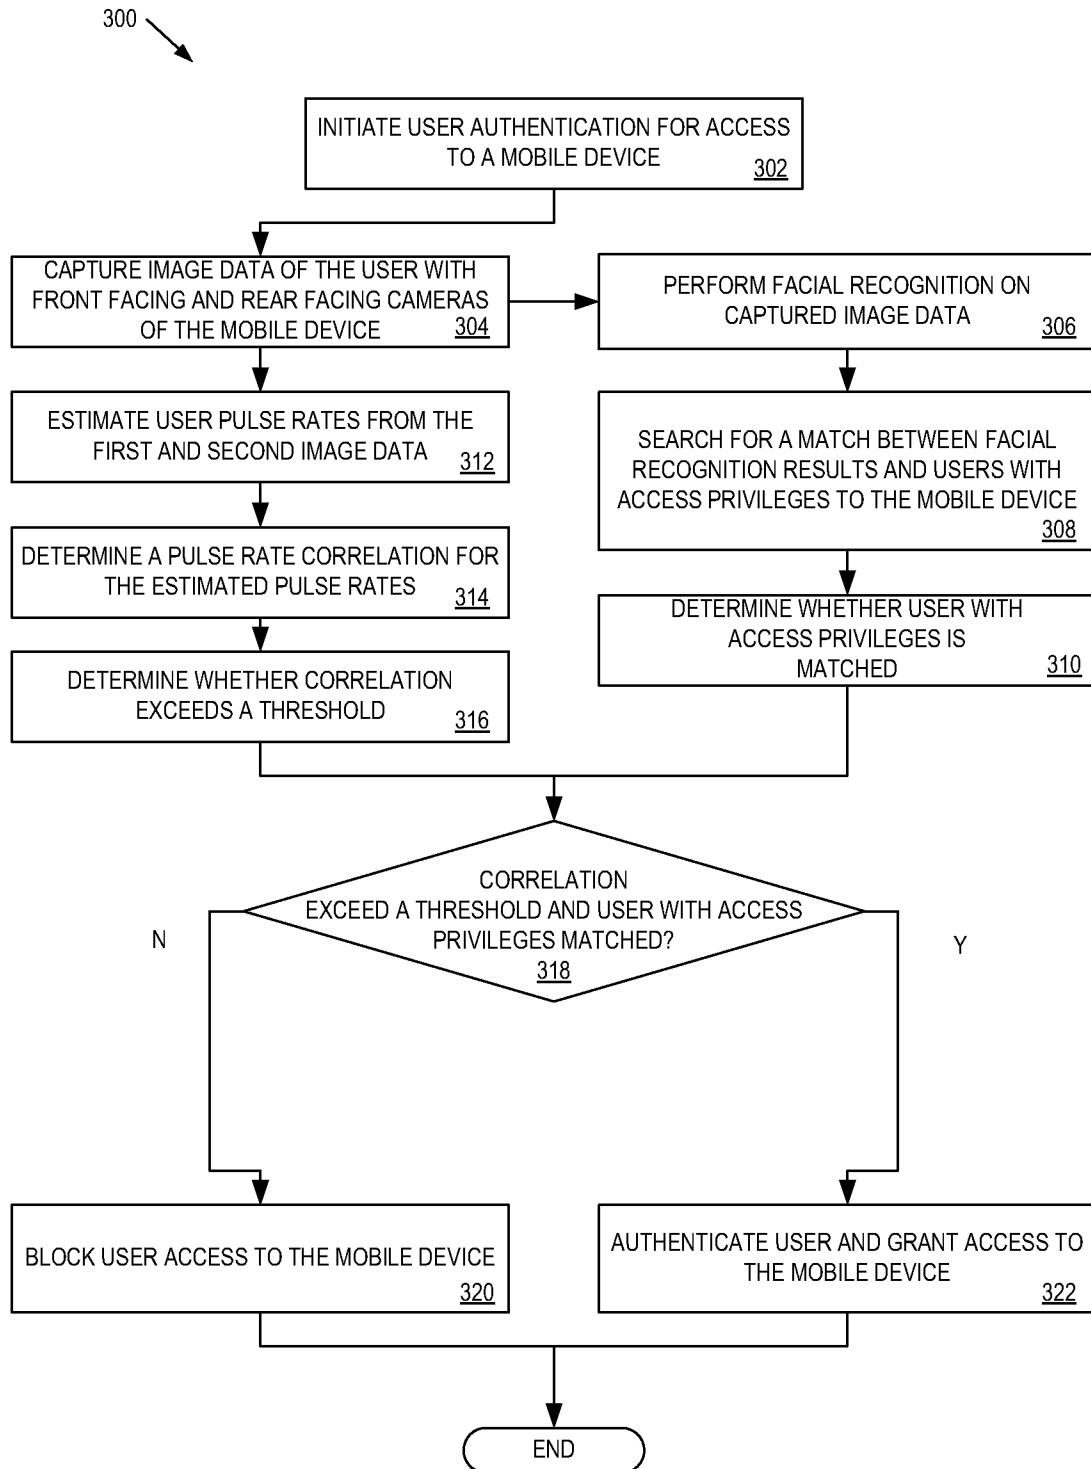 300
INITIATE USER AUTHENTICATION FOR ACCESS
TO A MOBILE DEVICE
302
CAPTURE IMAGE DATA OF THE USER WITH
FRONT FACING AND REAR FACING CAMERAS
OF THE MOBILE DEVICE
304
PERFORM FACIAL RECOGNITION ON
CAPTURED IMAGE DATA
306
ESTIMATE USER PULSE RATES FROM THE
FIRST AND SECOND IMAGE DATA
312
SEARCH FOR A MATCH BETWEEN FACIAL
RECOGNITION RESULTS AND USERS WITH
ACCESS PRIVILEGES TO THE MOBILE DEVICE
308
DETERMINE A PULSE RATE CORRELATION FOR
THE ESTIMATED PULSE RATES
314
DETERMINE WHETHER USER WITH
ACCESS PRIVILEGES IS
MATCHED
310
DETERMINE WHETHER CORRELATION
EXCEEDS A THRESHOLD
316
CORRELATION
EXCEED A THRESHOLD AND USER WITH ACCESS
PRIVILEGES MATCHED?
318
N
Y
BLOCK USER ACCESS TO THE MOBILE DEVICE
320
AUTHENTICATE USER AND GRANT ACCESS TO
THE MOBILE DEVICE
322
END